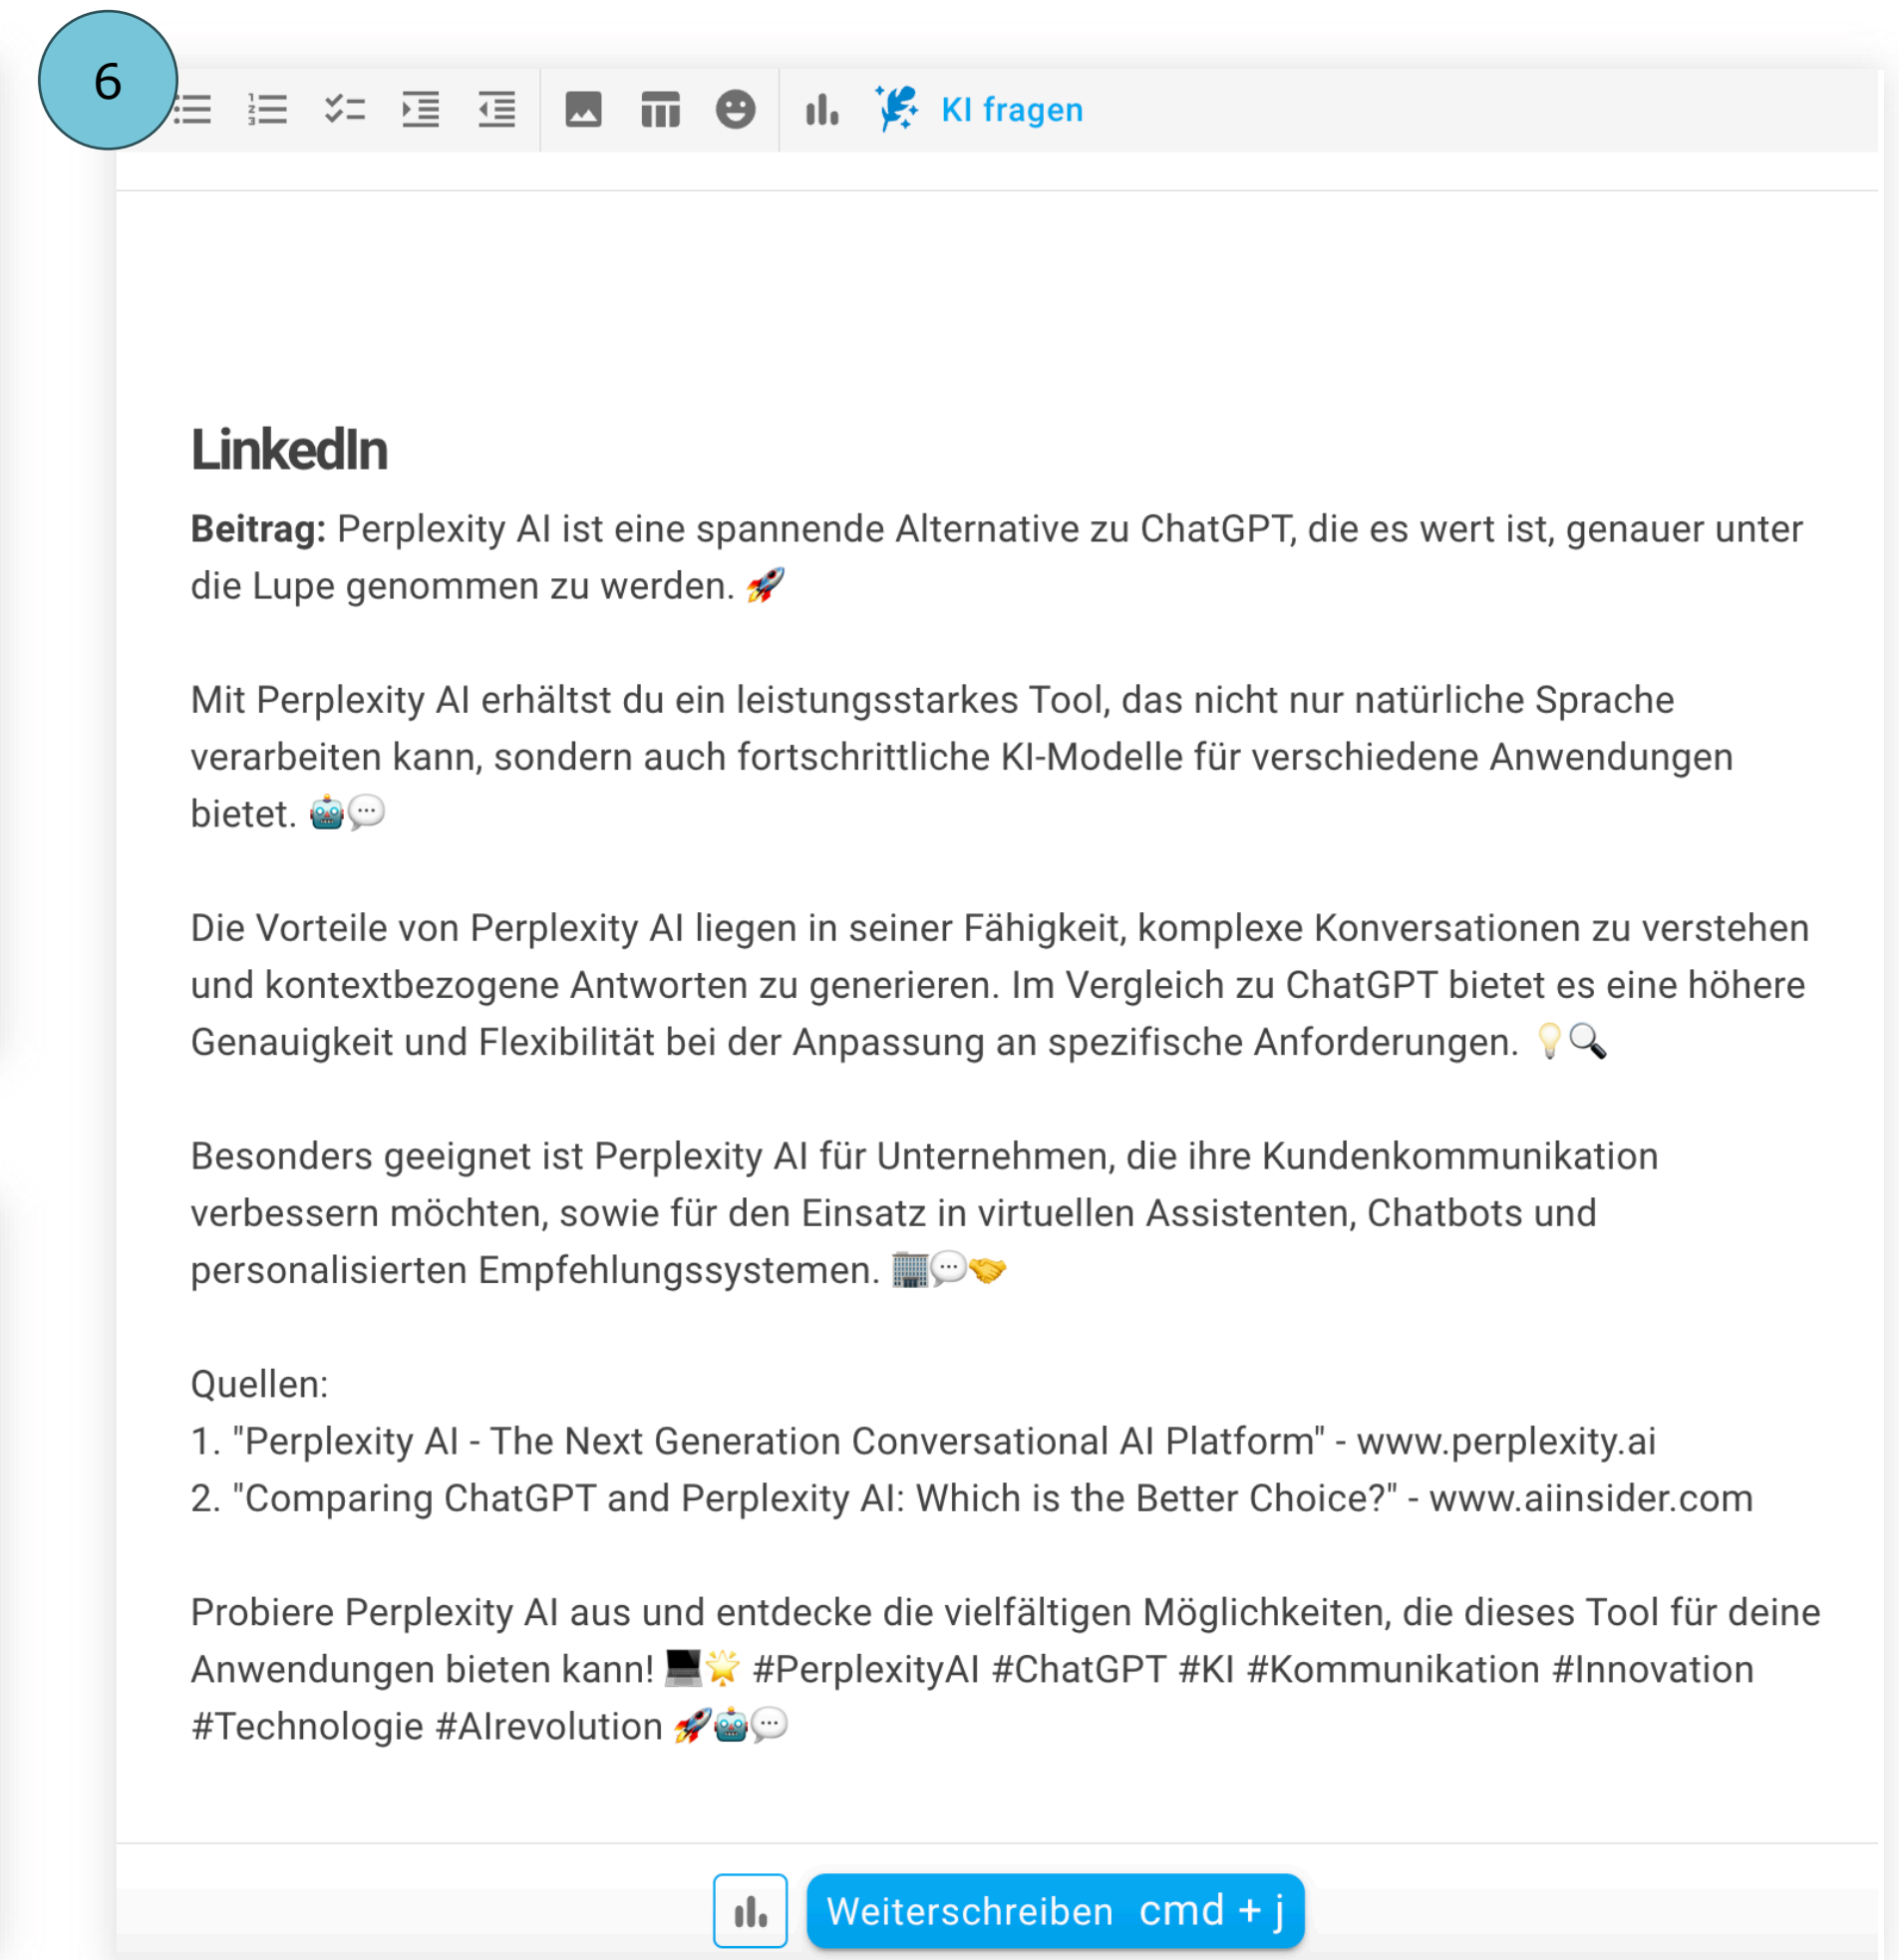 6
KI fragen
LinkedIn
Beitrag: Perplexity AI ist eine spannende Alternative zu ChatGPT, die es wert ist, genauer unter
die Lupe genommen zu werden. 🚀
Mit Perplexity AI erhältst du ein leistungsstarkes Tool, das nicht nur natürliche Sprache
verarbeiten kann, sondern auch fortschrittliche KI-Modelle für verschiedene Anwendungen
bietet. 🤖💬
Die Vorteile von Perplexity AI liegen in seiner Fähigkeit, komplexe Konversationen zu verstehen
und kontextbezogene Antworten zu generieren. Im Vergleich zu ChatGPT bietet es eine höhere
Genauigkeit und Flexibilität bei der Anpassung an spezifische Anforderungen. 💡🔍
Besonders geeignet ist Perplexity AI für Unternehmen, die ihre Kundenkommunikation
verbessern möchten, sowie für den Einsatz in virtuellen Assistenten, Chatbots und
personalisierten Empfehlungssystemen. 🏢💬🤝
Quellen:
1. "Perplexity AI - The Next Generation Conversational AI Platform" - www.perplexity.ai
2. "Comparing ChatGPT and Perplexity AI: Which is the Better Choice?" - www.aiinsider.com
Probiere Perplexity AI aus und entdecke die vielfältigen Möglichkeiten, die dieses Tool für deine
Anwendungen bieten kann! 💻🌟 #PerplexityAI #ChatGPT #KI #Kommunikation #Innovation
#Technologie #AIrevolution 🚀🤖💬
Weiterschreiben cmd + j